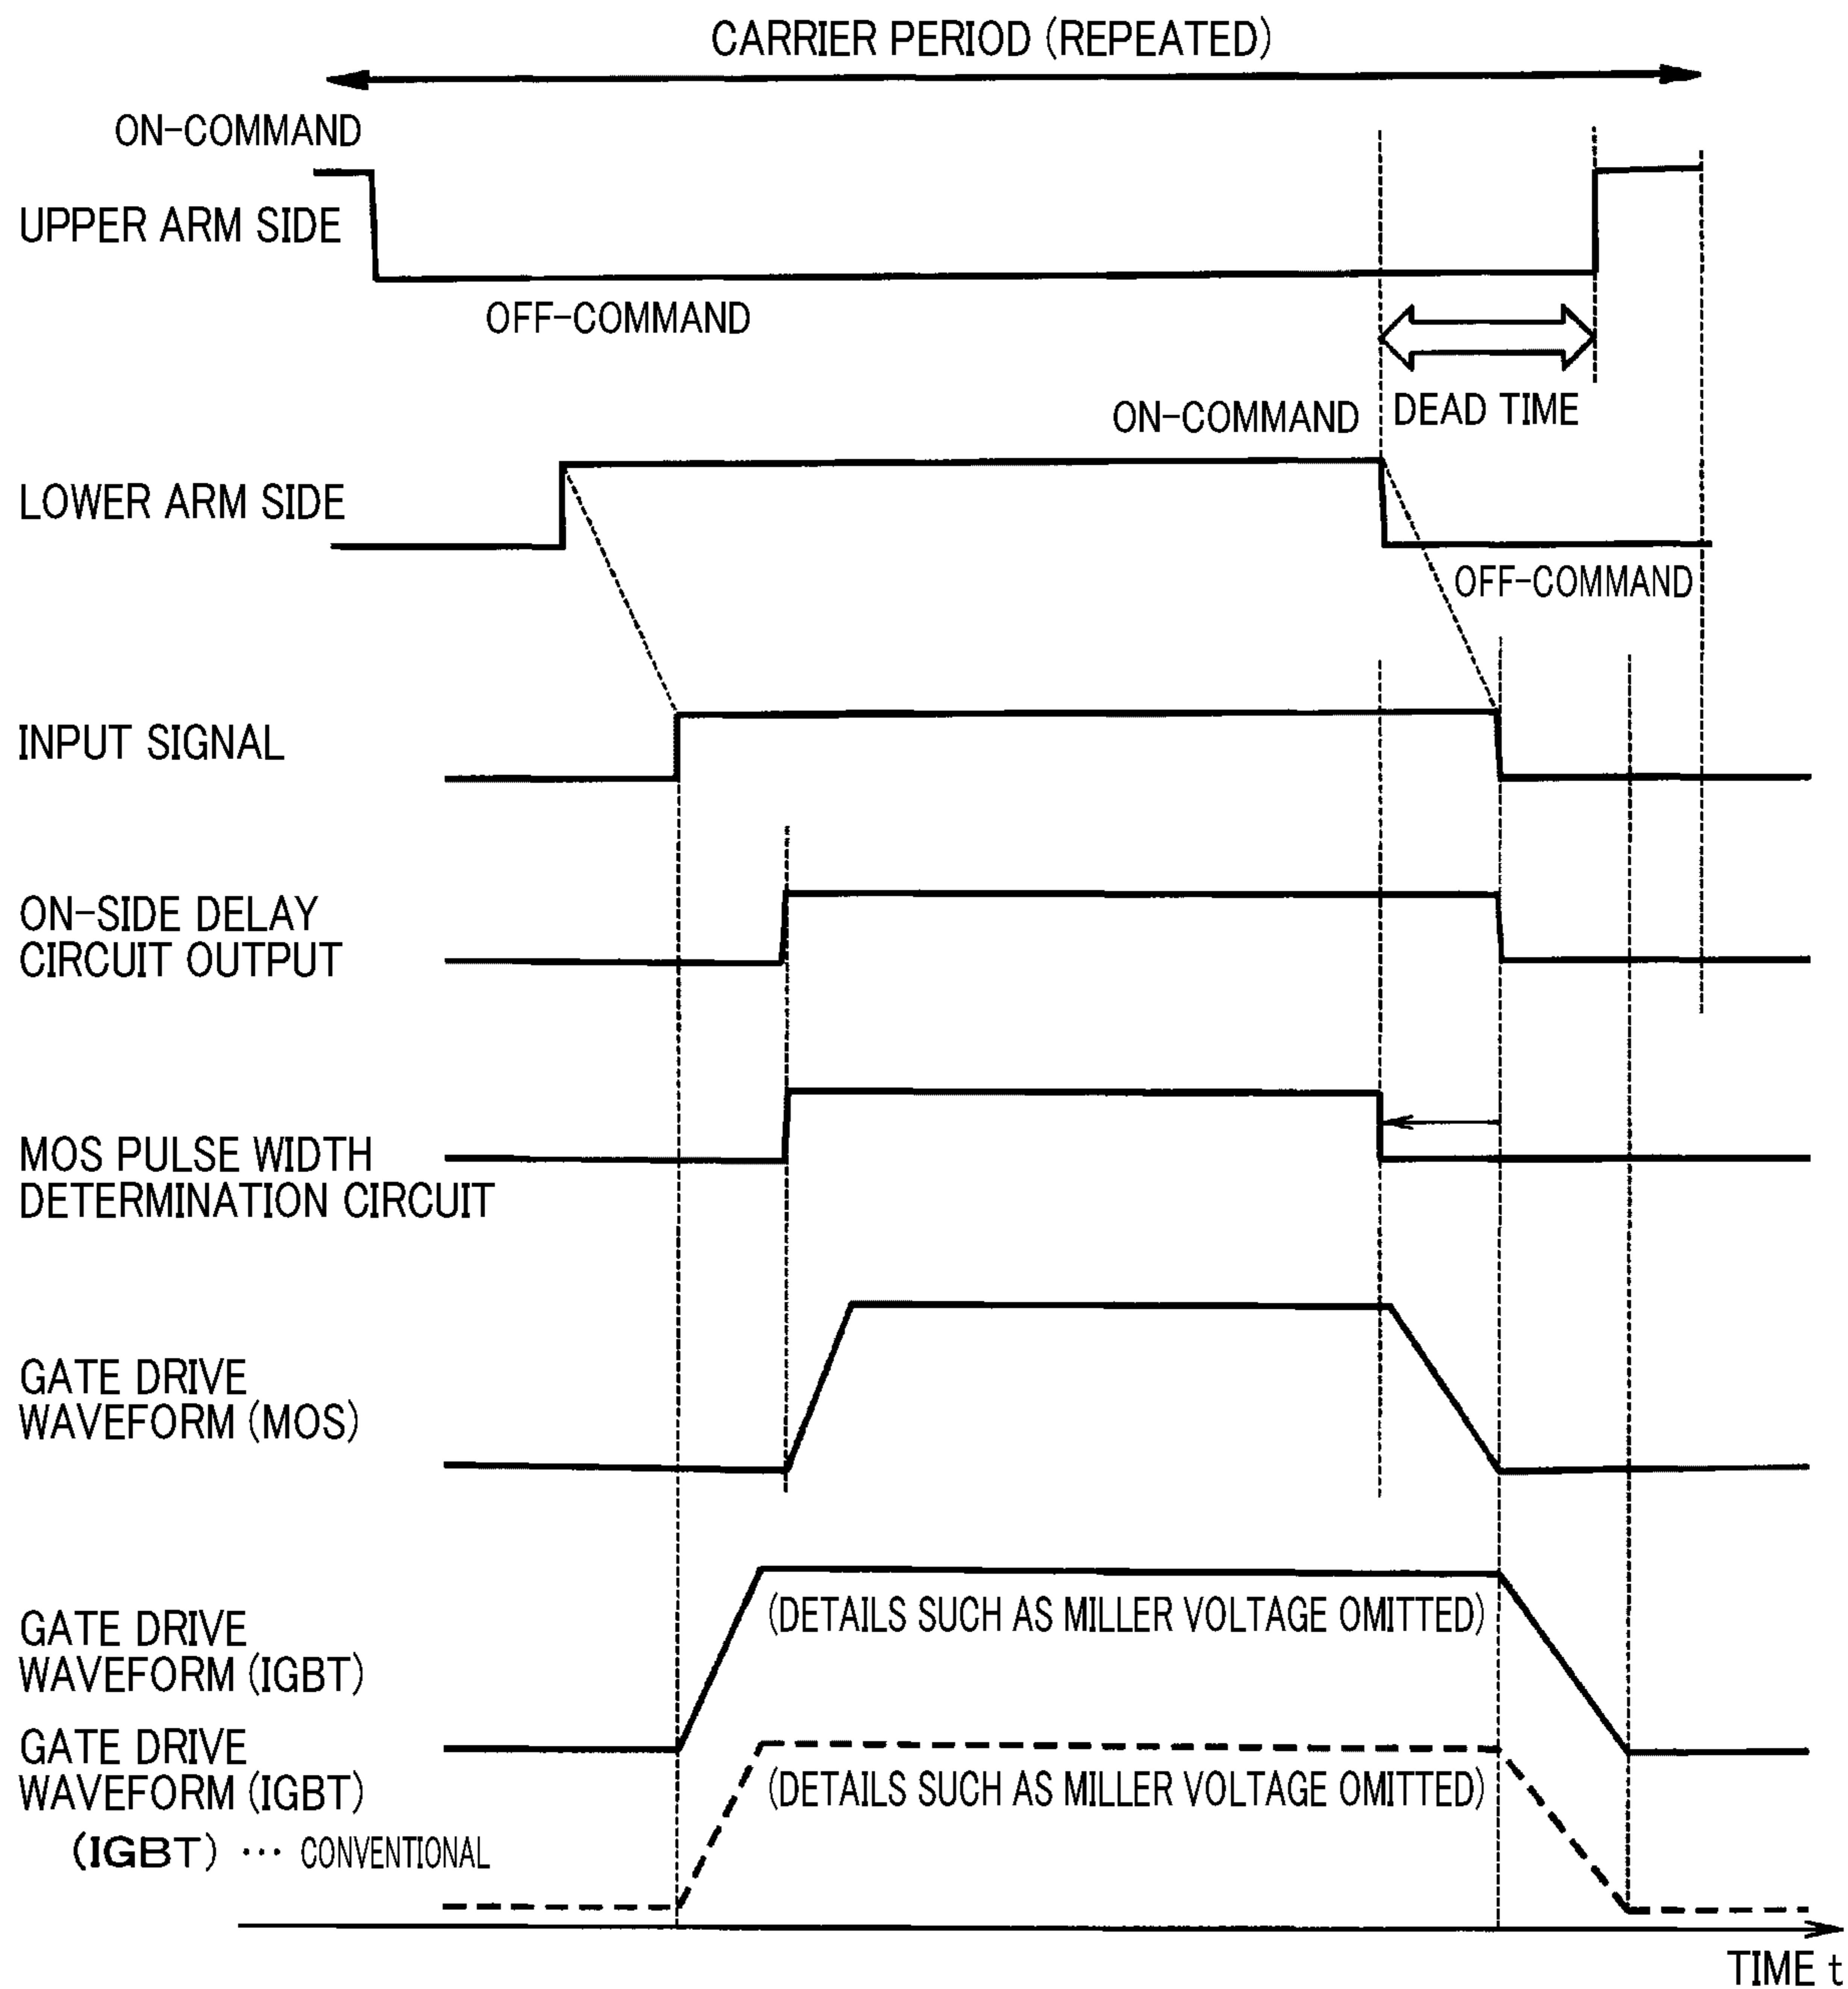 CARRIER PERIOD (REPEATED)
ON-COMMAND
UPPER ARM SIDE
OFF-COMMAND
DEAD TIME
ON-COMMAND
LOWER ARM SIDE
OFF-COMMAND
INPUT SIGNAL
ON-SIDE DELAY
CIRCUIT OUTPUT
MOS PULSE WIDTH
DETERMINATION CIRCUIT
GATE DRIVE
WAVEFORM (MOS)
(DETAILS SUCH AS MILLER VOLTAGE OMITTED)
GATE DRIVE
WAVEFORM (IGBT)
GATE DRIVE
WAVEFORM (IGBT)
(DETAILS SUCH AS MILLER VOLTAGE OMITTED)
(IGBT) ··· CONVENTIONAL
TIME t